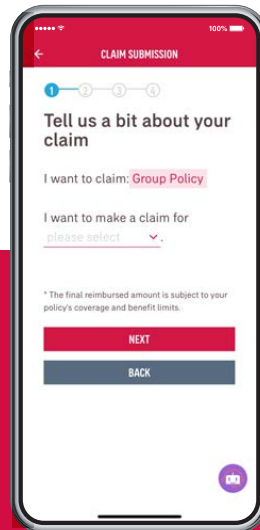 100%
CLAIM SUBMISSION
1 2 3 4
Tell us a bit about your
claim
I want to claim: Group Policy
I want to make a claim for
please select .
* The final reimbursed amount is subject to your
policy's coverage and benefit limits.
NEXT
BACK